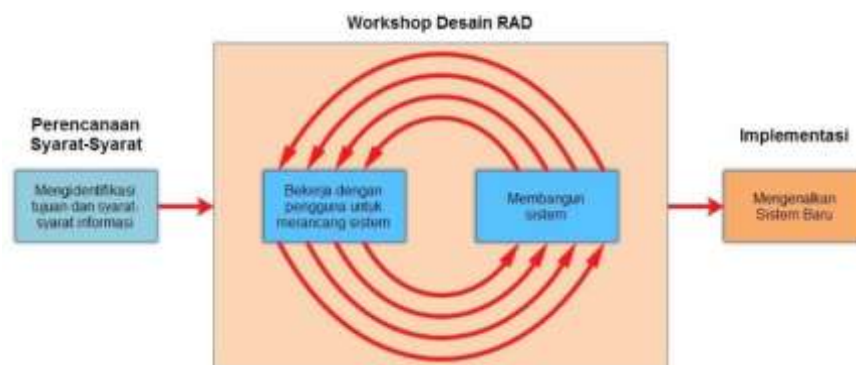 Workshop Desain RAD
Perencanaan
Syarat-Syarat
Mengidentifikasi
tujuan dan syarat-
syarat informasi
Bekerja dengan
pengguna untuk
merancang sistem
Membangun
sistem
Implementasi
Mengenalkan
Sistem Baru